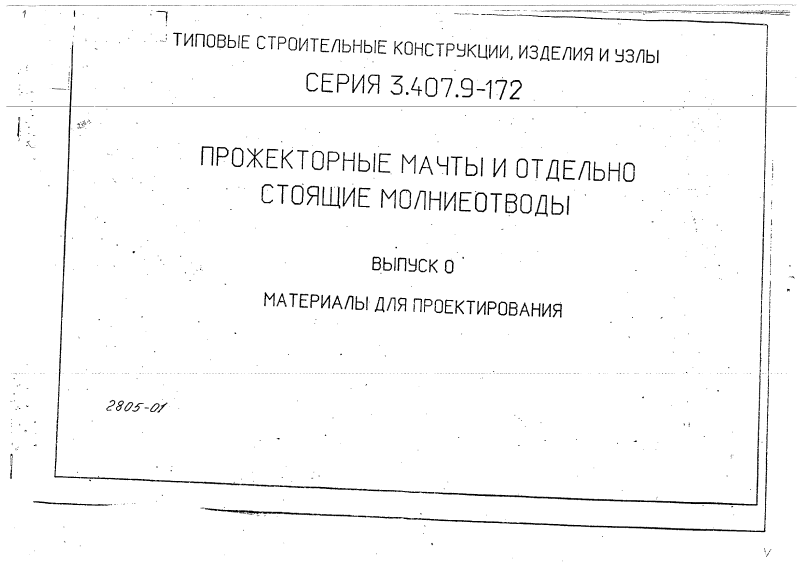 1
ТИПОВЫЕ СТРОИТЕЛЬНЫЕ КОНСТРУКЦИИ, ИЗДЕЛИЯ И УЗЛЫ
СЕРИЯ 3.407.9-172
ПРОЖЕКТОРНЫЕ МАЧТЫ И ОТДЕЛЬНО
СТОЯЩИЕ МОЛНИЕОТВОДЫ
ВЫПУСК 0
МАТЕРИАЛЫ ДЛЯ ПРОЕКТИРОВАНИЯ
2805-01